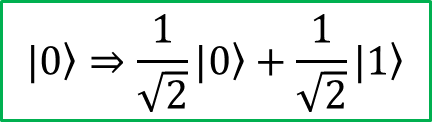 |0⟩ ⇒ 1/√2 |0⟩ + 1/√2 |1⟩